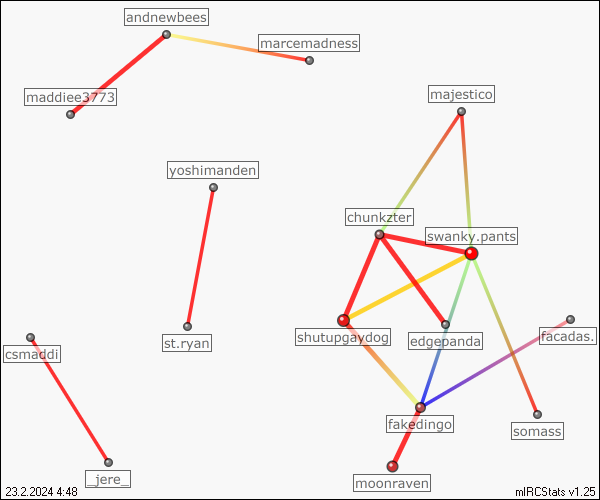 andnewbees
marcemadness
maddiee3773
majestico
yoshimanden
chunkzter
swanky.pants
shutupgaydog
edgepanda
facadas.
st.ryan
csmaddi
fakedingo
somass
_jere_
moonraven
23.2.2024 4:48
mIRCStats v1.25